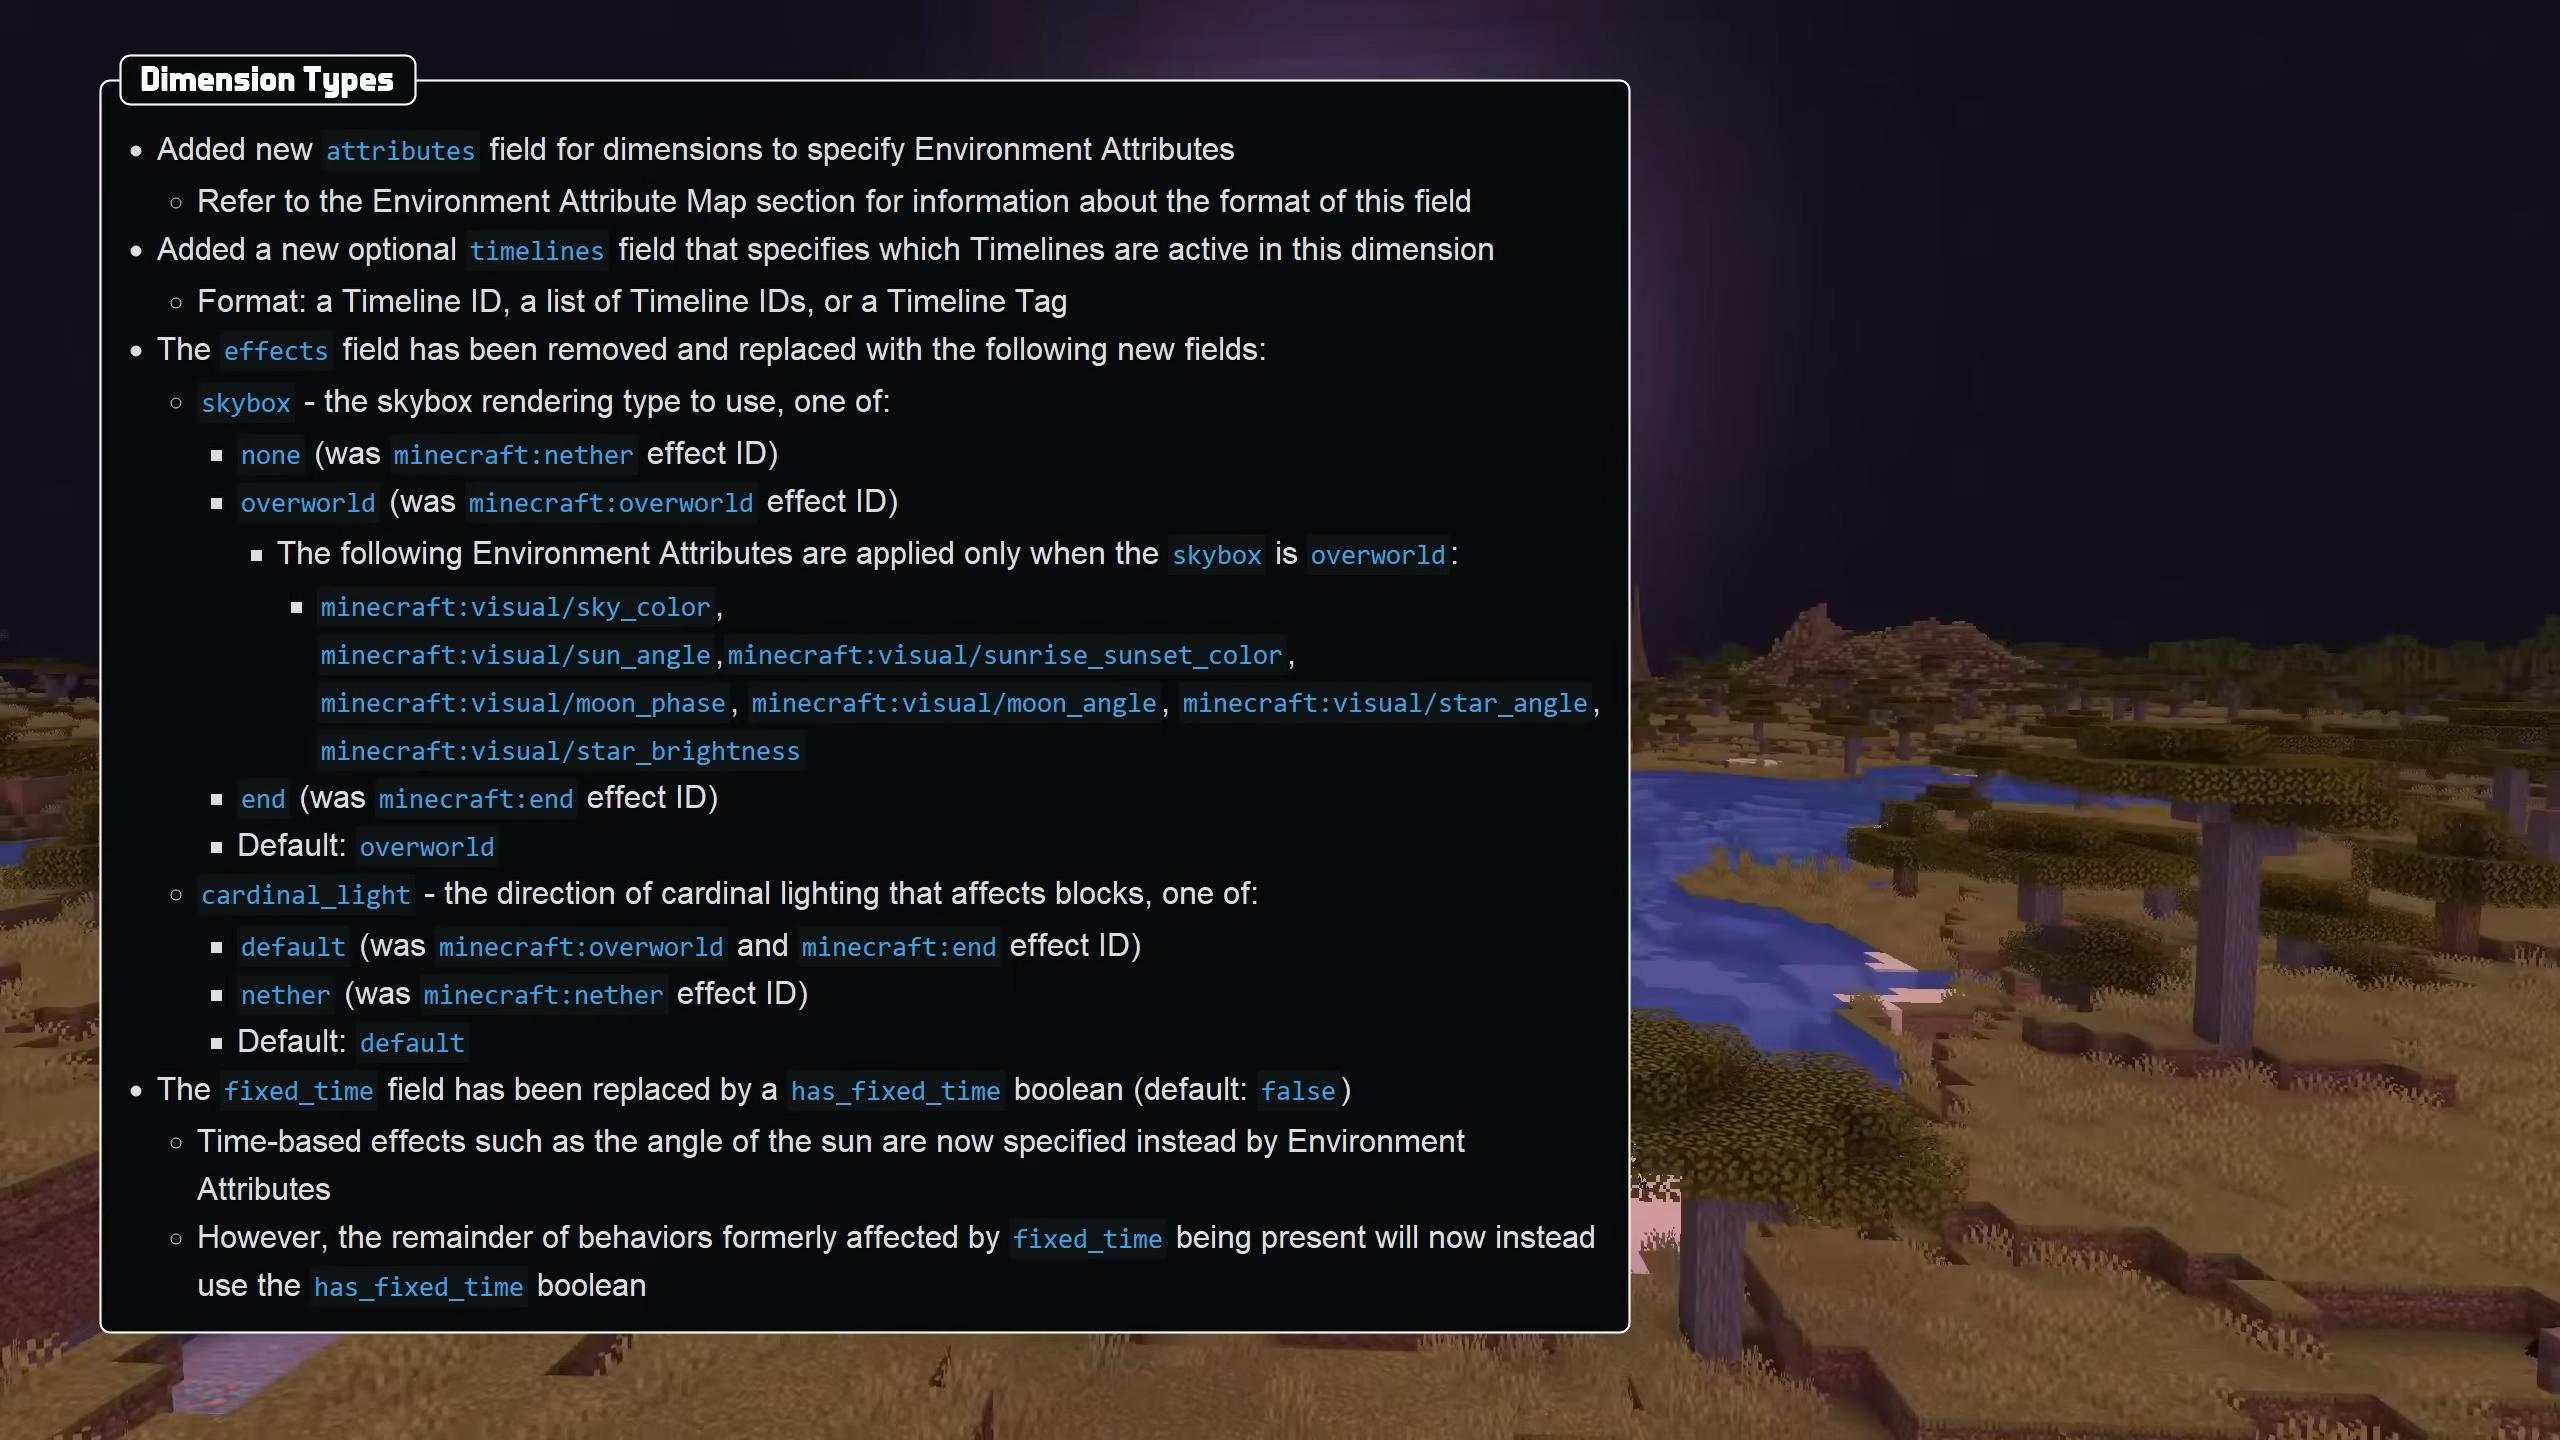 Dimension Types
Added new attributes field for dimensions to specify Environment Attributes
Refer to the Environment Attribute Map section for information about the format of this field
Added a new optional timelines field that specifies which Timelines are active in this dimension
Format: a Timeline ID, a list of Timeline IDs, or a Timeline Tag
The effects field has been removed and replaced with the following new fields:
skybox - the skybox rendering type to use, one of:
none (was minecraft:nether effect ID)
overworld (was minecraft:overworld effect ID)
The following Environment Attributes are applied only when the skybox is overworld:
minecraft:visual/sky_color,
minecraft:visual/sun_angle,minecraft:visual/sunrise_sunset_color,
minecraft:visual/moon_phase, minecraft:visual/moon_angle, minecraft:visual/star_angle,
minecraft:visual/star_brightness
end (was minecraft:end effect ID)
Default: overworld
cardinal_light - the direction of cardinal lighting that affects blocks, one of:
default (was minecraft:overworld and minecraft:end effect ID)
nether (was minecraft:nether effect ID)
Default: default
The fixed_time field has been replaced by a has_fixed_time boolean (default: false)
Time-based effects such as the angle of the sun are now specified instead by Environment
Attributes
However, the remainder of behaviors formerly affected by fixed_time being present will now instead
use the has_fixed_time boolean